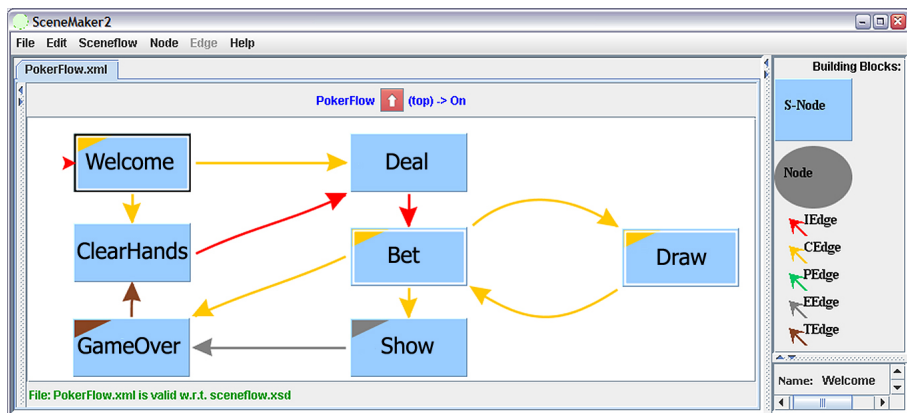 SceneMaker2
File Edit Sceneflow Node Edge Help
PokerFlow.xml
PokerFlow (top) -> On
Welcome
Deal
ClearHands
Bet
Draw
GameOver
Show
File: PokerFlow.xml is valid w.r.t. sceneflow.xsd
Building Blocks:
S-Node
Node
IEdge
CEdge
PEdge
EEdge
TEdge
Name: Welcome